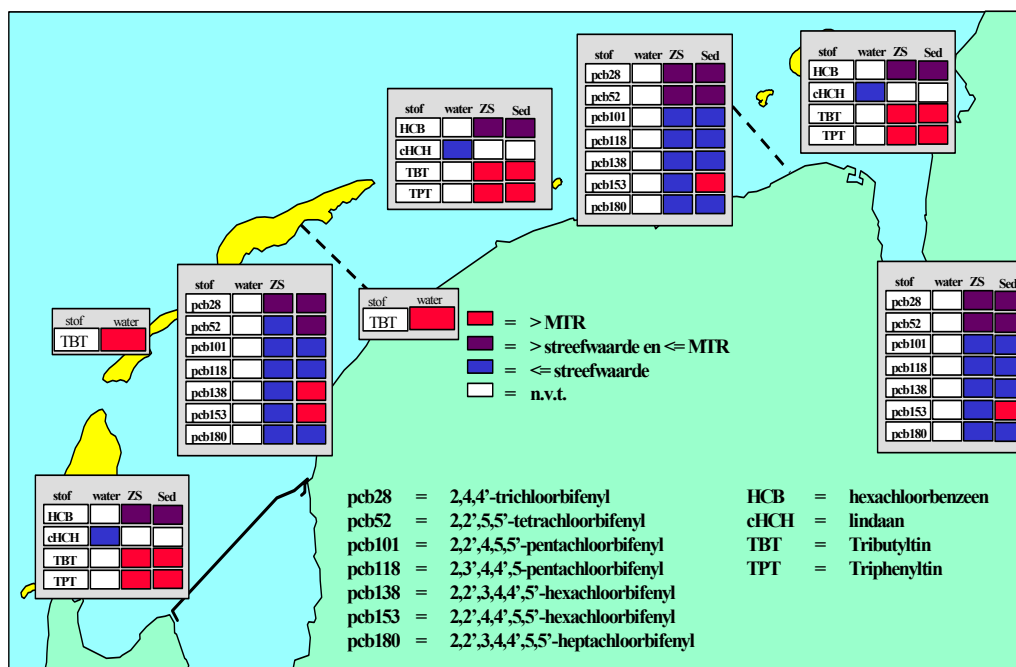 stof water ZS Sed
pcb28
pcb52
pcb101
pcb118
pcb138
pcb153
pcb180
stof water ZS Sed
HCB
cHCH
TBT
TPT
stof water ZS Sed
HCB
cHCH
TBT
TPT
stof water ZS
pcb28
pcb52
pcb101
pcb118
pcb138
pcb153
pcb180
stof water ZS Sed
pcb28
pcb52
pcb101
pcb118
pcb138
pcb153
pcb180
stof water
TBT
stof water
TBT
= > MTR
= > streefwaarde en <= MTR
= <= streefwaarde
= n.v.t.
stof water ZS Sed
HCB
cHCH
TBT
TPT
pcb28 = 2,4,4'-trichloorbifenyl
pcb52 = 2,2',5,5'-tetrachloorbifenyl
pcb101 = 2,2',4,5,5'-pentachloorbifenyl
pcb118 = 2,3',4,4',5-pentachloorbifenyl
pcb138 = 2,2',3,4,4',5'-hexachloorbifenyl
pcb153 = 2,2',4,4',5,5'-hexachloorbifenyl
pcb180 = 2,2',3,4,4',5,5'-heptachloorbifenyl
HCB = hexachloorbenzeen
cHCH = lindaan
TBT = Tributyltin
TPT = Triphenyltin